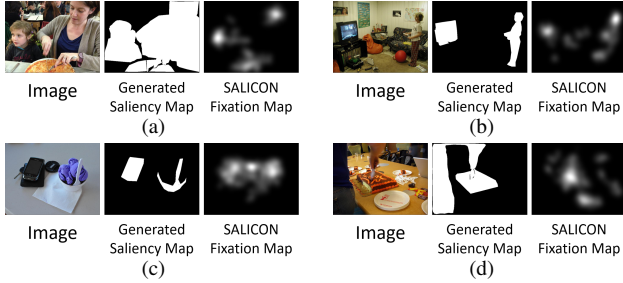 Image Generated Saliency Map SALICON Fixation Map
(a)
Image Generated Saliency Map SALICON Fixation Map
(b)
Image Generated Saliency Map SALICON Fixation Map
(c)
Image Generated Saliency Map SALICON Fixation Map
(d)